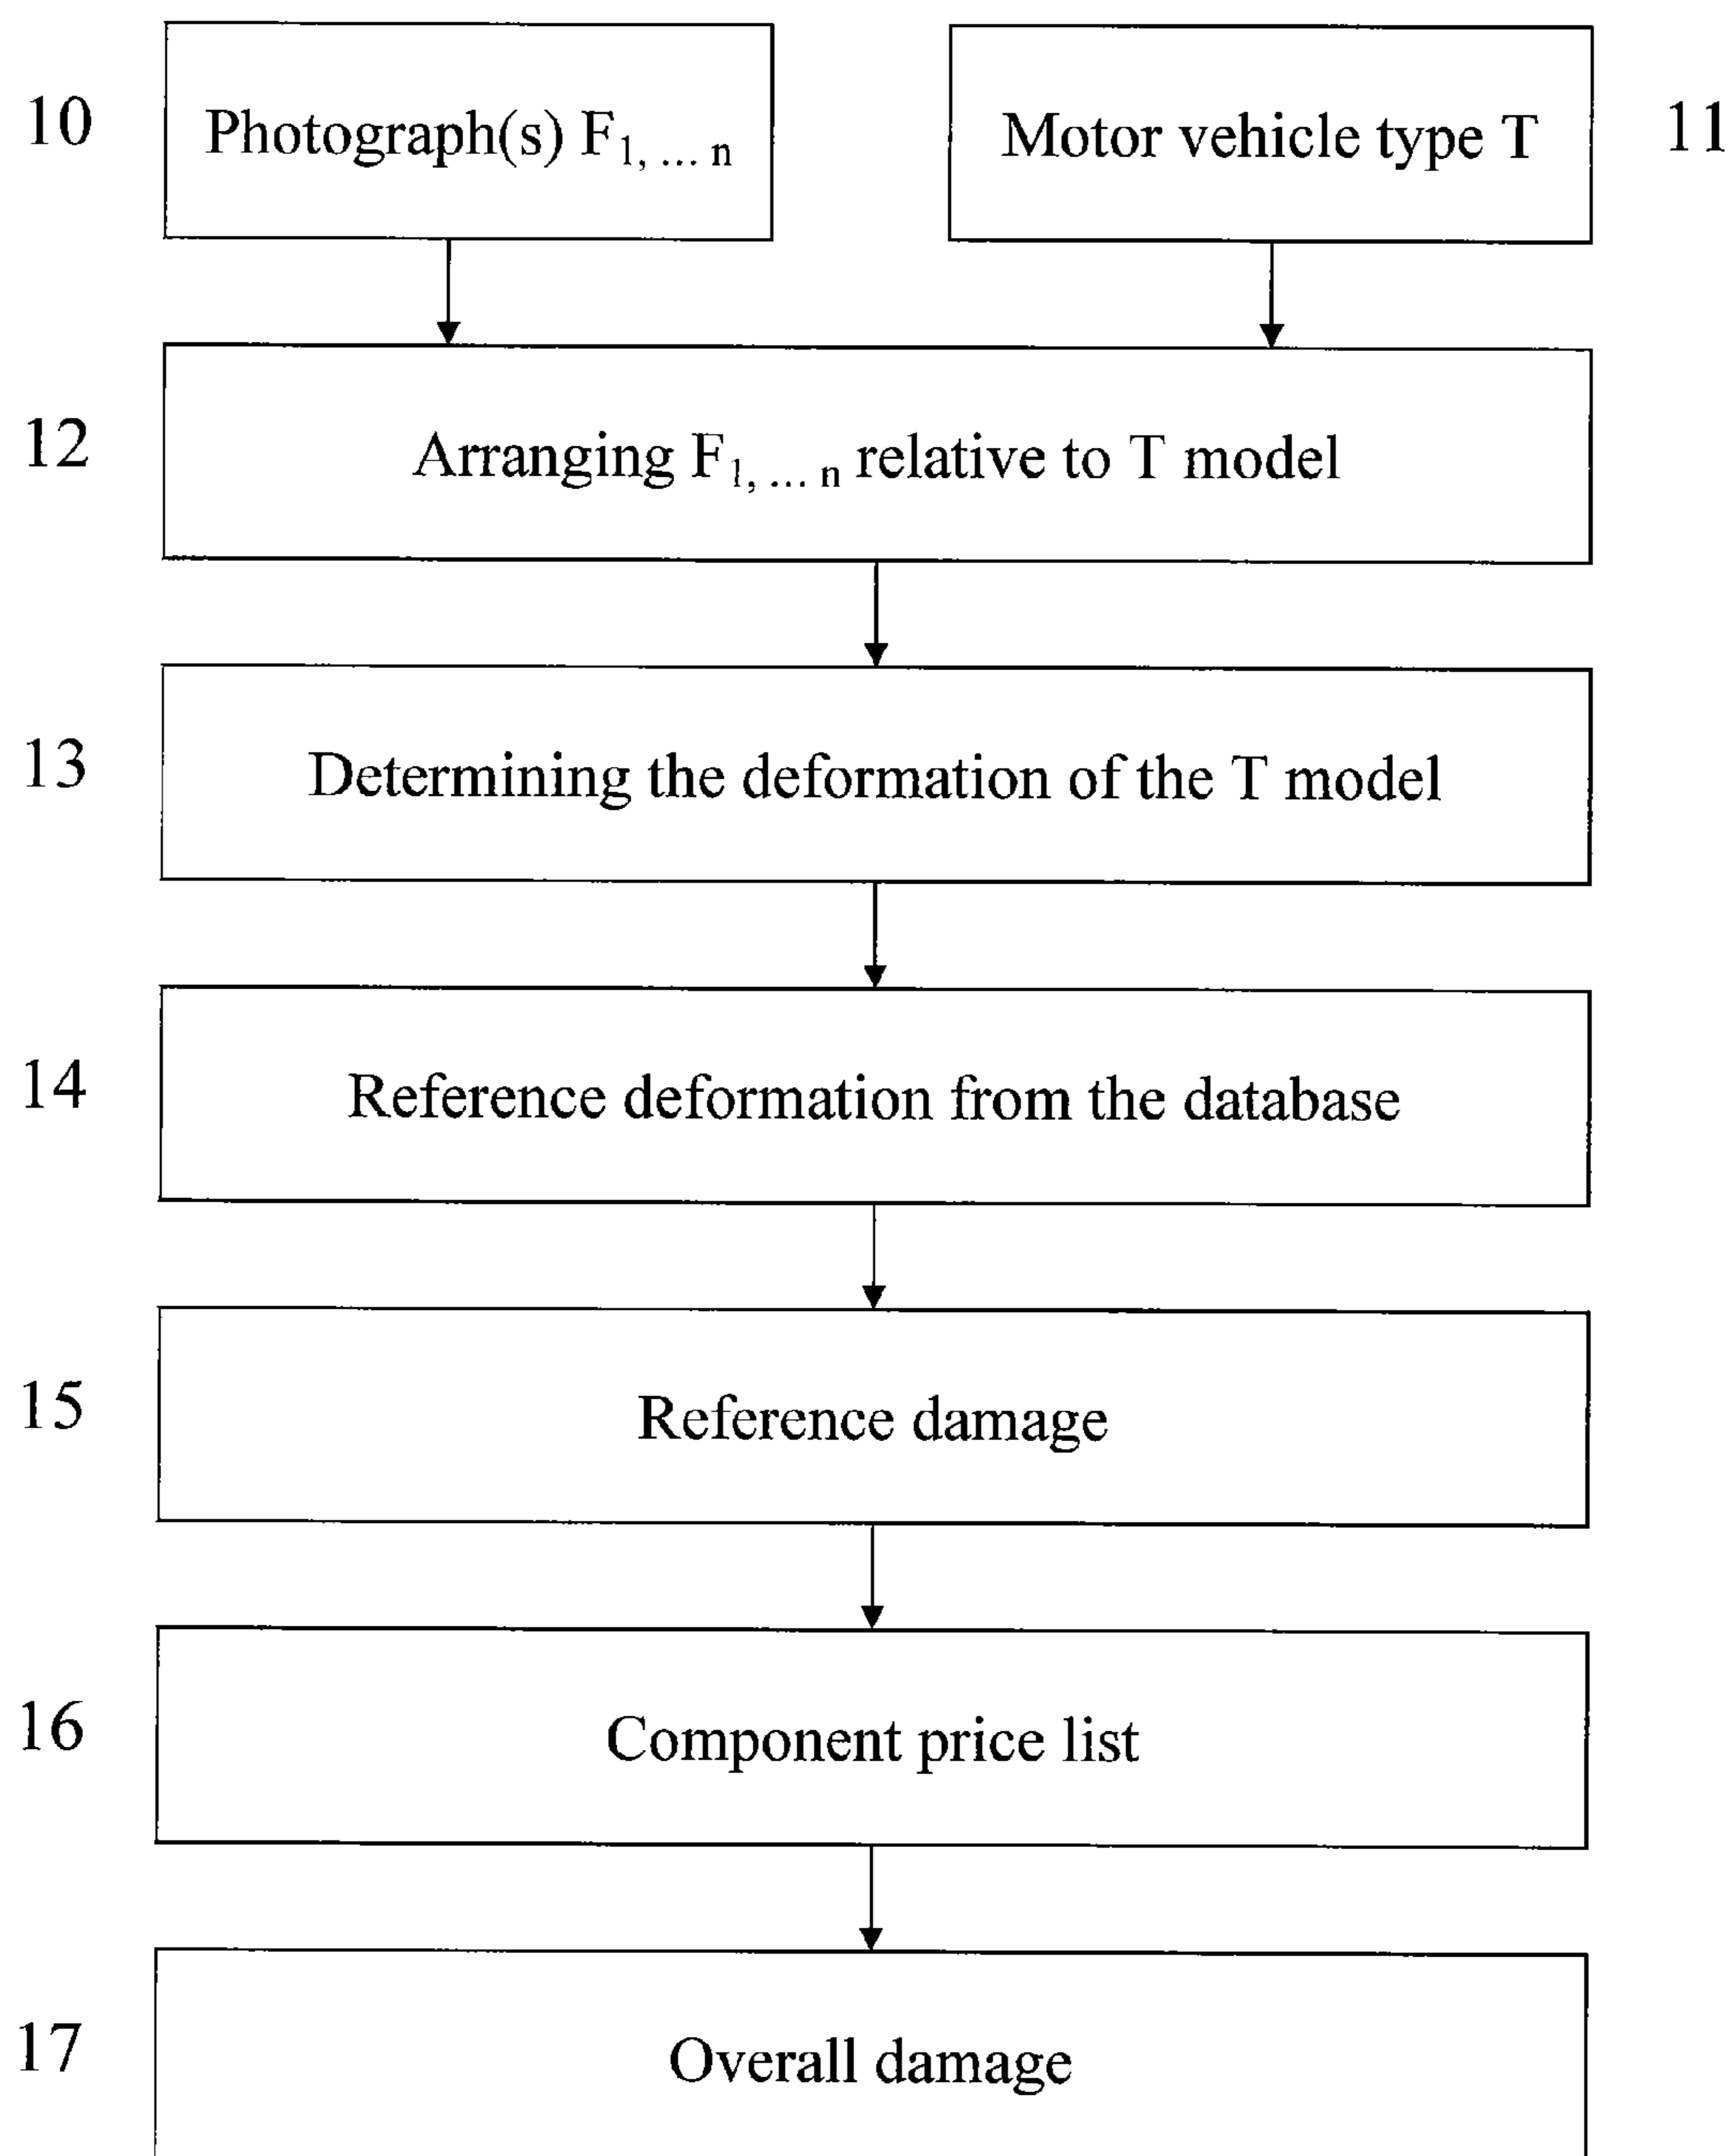 10 Photograph(s) F1, ... n Motor vehicle type T 11
12 Arranging F1, ... n relative to T model
13 Determining the deformation of the T model
14 Reference deformation from the database
15 Reference damage
16 Component price list
17 Overall damage